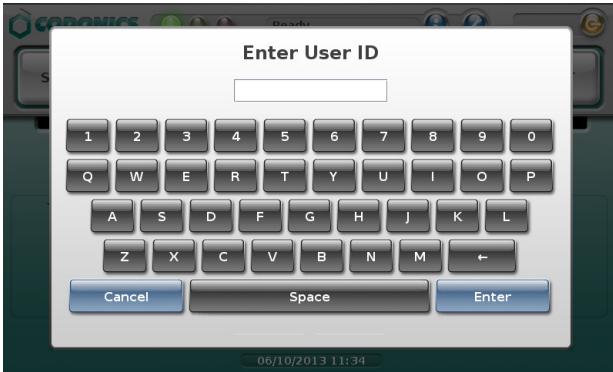 CODONICS Ready
Enter User ID
1 2 3 4 5 6 7 8 9 0
Q W E R T Y U I O P
A S D F G H J K L
Z X C V B N M ←
Cancel Space Enter
06/10/2013 11:34